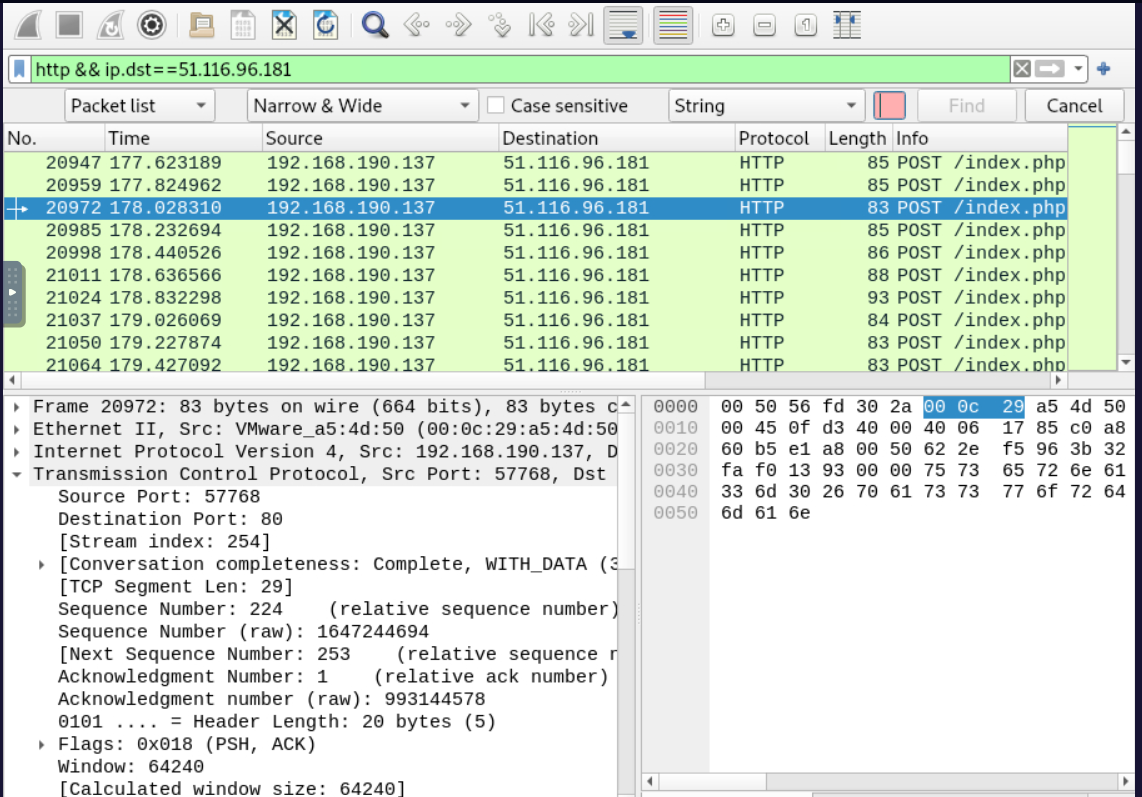 http && ip.dst==51.116.96.181
Packet list Narrow & Wide Case sensitive String Find Cancel
No. Time Source Destination Protocol Length Info
20947 177.623189 192.168.190.137 51.116.96.181 HTTP 85 POST /index.php
20959 177.824962 192.168.190.137 51.116.96.181 HTTP 85 POST /index.php
20972 178.028310 192.168.190.137 51.116.96.181 HTTP 83 POST /index.php
20985 178.232694 192.168.190.137 51.116.96.181 HTTP 85 POST /index.php
20998 178.440526 192.168.190.137 51.116.96.181 HTTP 86 POST /index.php
21011 178.636566 192.168.190.137 51.116.96.181 HTTP 88 POST /index.php
21024 178.832298 192.168.190.137 51.116.96.181 HTTP 93 POST /index.php
21037 179.026069 192.168.190.137 51.116.96.181 HTTP 84 POST /index.php
21050 179.227874 192.168.190.137 51.116.96.181 HTTP 83 POST /index.php
21064 179.427092 192.168.190.137 51.116.96.181 HTTP 83 POST /index.php
Frame 20972: 83 bytes on wire (664 bits), 83 bytes c
Ethernet II, Src: VMware_a5:4d:50 (00:0c:29:a5:4d:50
Internet Protocol Version 4, Src: 192.168.190.137, D
Transmission Control Protocol, Src Port: 57768, Dst
Source Port: 57768
Destination Port: 80
[Stream index: 254]
[Conversation completeness: Complete, WITH_DATA (3
[TCP Segment Len: 29]
Sequence Number: 224 (relative sequence number)
Sequence Number (raw): 1647244694
[Next Sequence Number: 253 (relative sequence r
Acknowledgment Number: 1 (relative ack number)
Acknowledgment number (raw): 993144578
0101 .... = Header Length: 20 bytes (5)
Flags: 0x018 (PSH, ACK)
Window: 64240
[Calculated window size: 64240]
0000 00 50 56 fd 30 2a 00 0c 29 a5 4d 50
0010 00 45 0f d3 40 00 40 06 17 85 c0 a8
0020 60 b5 e1 a8 00 50 62 2e f5 96 3b 32
0030 fa f0 13 93 00 00 75 73 65 72 6e 61
0040 33 6d 30 26 70 61 73 73 77 6f 72 64
0050 6d 61 6e